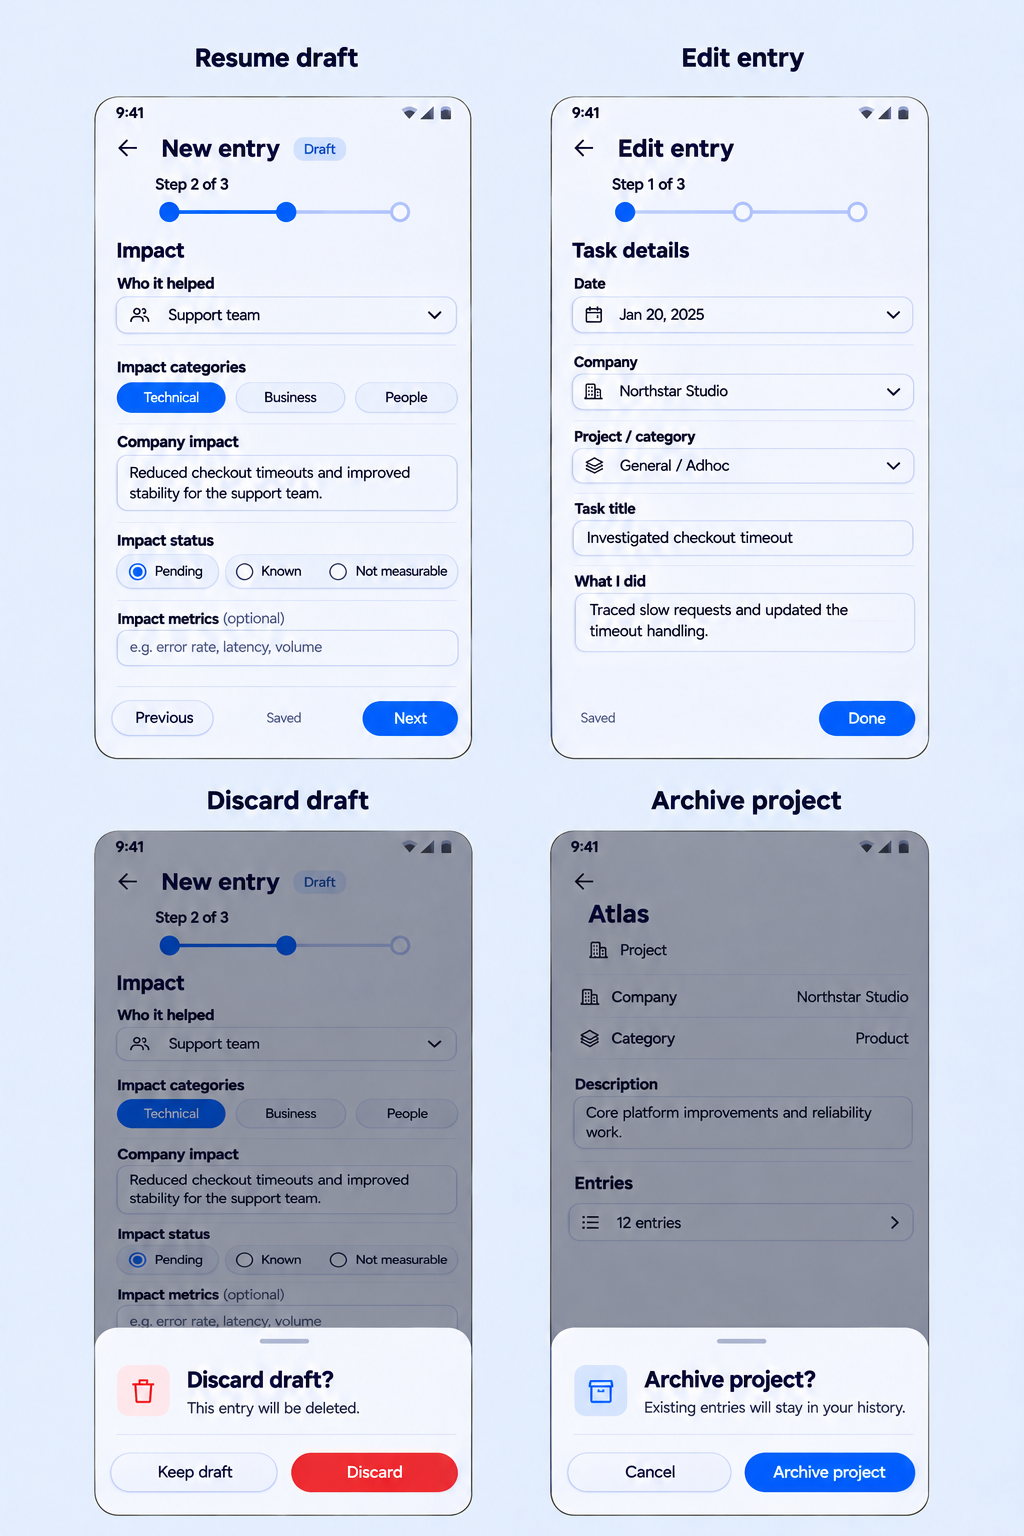 Resume draft
9:41
New entry
Draft
Step 2 of 3
Impact
Who it helped
Support team
Impact categories
Technical
Business
People
Company impact
Reduced checkout timeouts and improved
stability for the support team.
Impact status
Pending
Known
Not measurable
Impact metrics (optional)
e.g. error rate, latency, volume
Previous
Saved
Next
Edit entry
9:41
Edit entry
Step 1 of 3
Task details
Date
Jan 20, 2025
Company
Northstar Studio
Project / category
General / Adhoc
Task title
Investigated checkout timeout
What I did
Traced slow requests and updated the
timeout handling.
Saved
Done
Discard draft
9:41
New entry
Draft
Step 2 of 3
Impact
Who it helped
Support team
Impact categories
Technical
Business
People
Company impact
Reduced checkout timeouts and improved
stability for the support team.
Impact status
Pending
Known
Not measurable
Impact metrics (optional)
e.g. error rate, latency, volume
Discard draft?
This entry will be deleted.
Keep draft
Discard
Archive project
9:41
Atlas
Project
Company
Northstar Studio
Category
Product
Description
Core platform improvements and reliability
work.
Entries
12 entries
Archive project?
Existing entries will stay in your history.
Cancel
Archive project